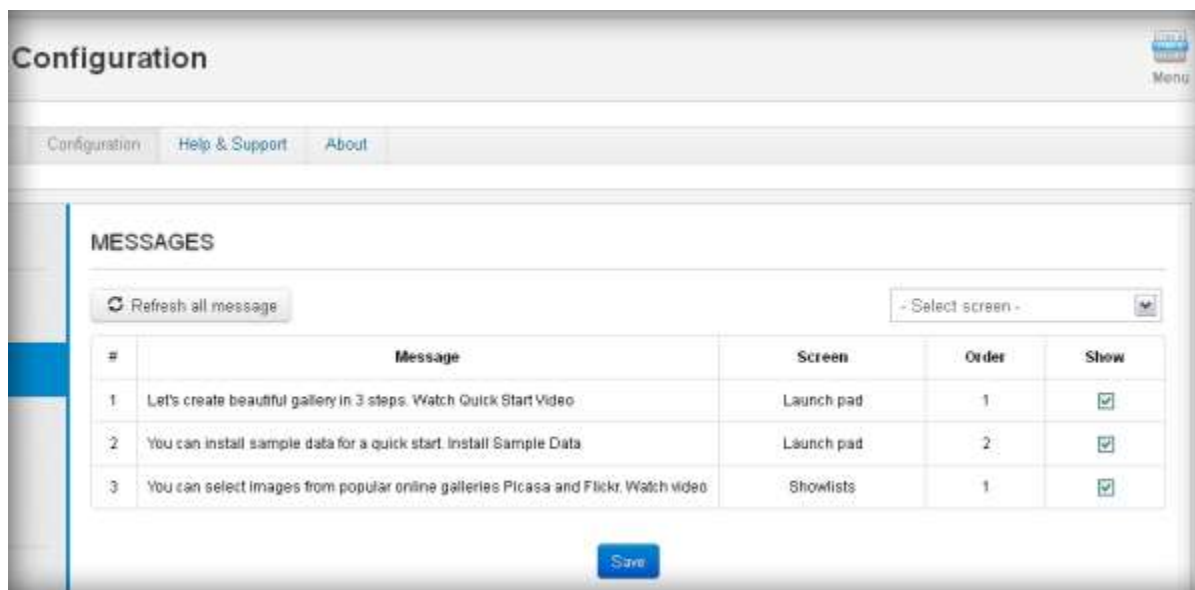 Configuration
Menu
Configuration Help & Support About
MESSAGES
Refresh all message - Select screen -
# Message Screen Order Show
1 Let's create beautiful gallery in 3 steps. Watch Quick Start Video Launch pad 1
2 You can install sample data for a quick start. Install Sample Data Launch pad 2
3 You can select images from popular online galleries Picasa and Flickr. Watch video Showlists 1
Save